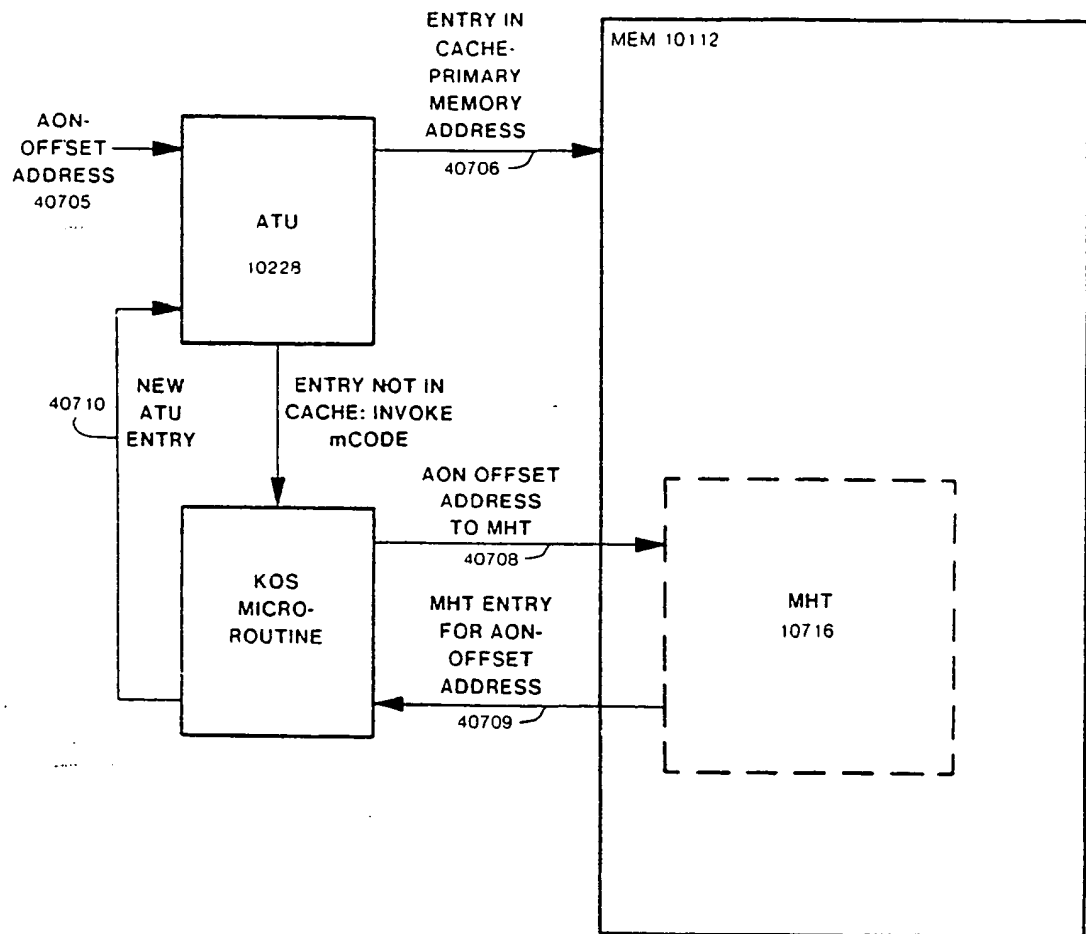 ENTRY IN
CACHE-
PRIMARY
MEMORY
ADDRESS
40706
MEM 10112
AON-
OFFSET
ADDRESS
40705
ATU
10228
40710
NEW
ATU
ENTRY
ENTRY NOT IN
CACHE: INVOKE
mCODE
AON OFFSET
ADDRESS
TO MHT
40708
KOS
MICRO-
ROUTINE
MHT ENTRY
FOR AON-
OFFSET
ADDRESS
40709
MHT
10716